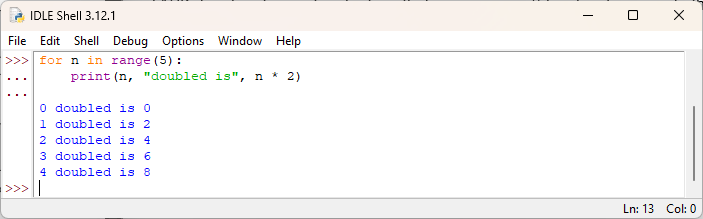 IDLE Shell 3.12.1
File Edit Shell Debug Options Window Help
>>> for n in range(5):
...     print(n, "doubled is", n * 2)
...
0 doubled is 0
1 doubled is 2
2 doubled is 4
3 doubled is 6
4 doubled is 8
>>>
Ln: 13 Col: 0